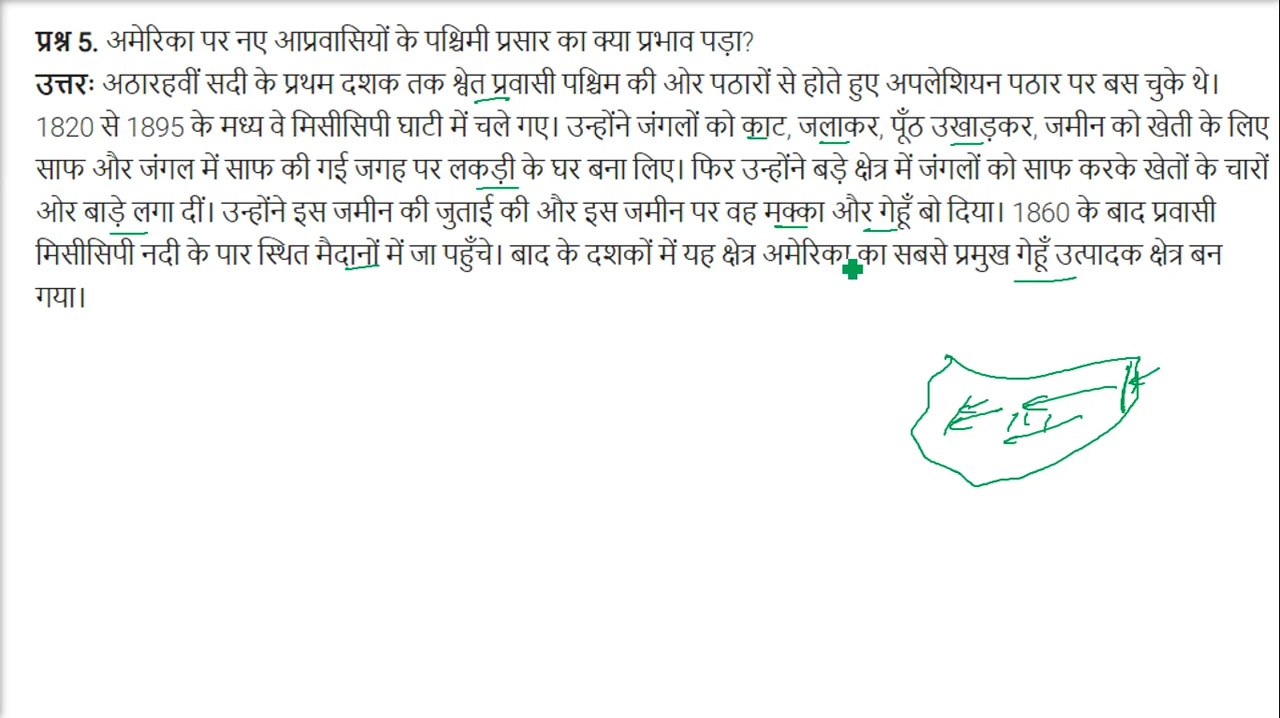 प्रश्न 5. अमेरिका पर नए आप्रवासियों के पश्चिमी प्रसार का क्या प्रभाव पड़ा?
उत्तरः अठारहवीं सदी के प्रथम दशक तक श्वेत प्रवासी पश्चिम की ओर पठारों से होते हुए अपलेशियन पठार पर बस चुके थे।
1820 से 1895 के मध्य वे मिसीसिपी घाटी में चले गए। उन्होंने जंगलों को काट, जलाकर, पूँठ उखाड़कर, जमीन को खेती के लिए
साफ और जंगल में साफ की गई जगह पर लकड़ी के घर बना लिए। फिर उन्होंने बड़े क्षेत्र में जंगलों को साफ करके खेतों के चारों
ओर बाड़े लगा दीं। उन्होंने इस जमीन की जुताई की और इस जमीन पर वह मक्का और गेहूँ बो दिया। 1860 के बाद प्रवासी
मिसीसिपी नदी के पार स्थित मैदानों में जा पहुँचे। बाद के दशकों में यह क्षेत्र अमेरिका का सबसे प्रमुख गेहूँ उत्पादक क्षेत्र बन
गया।